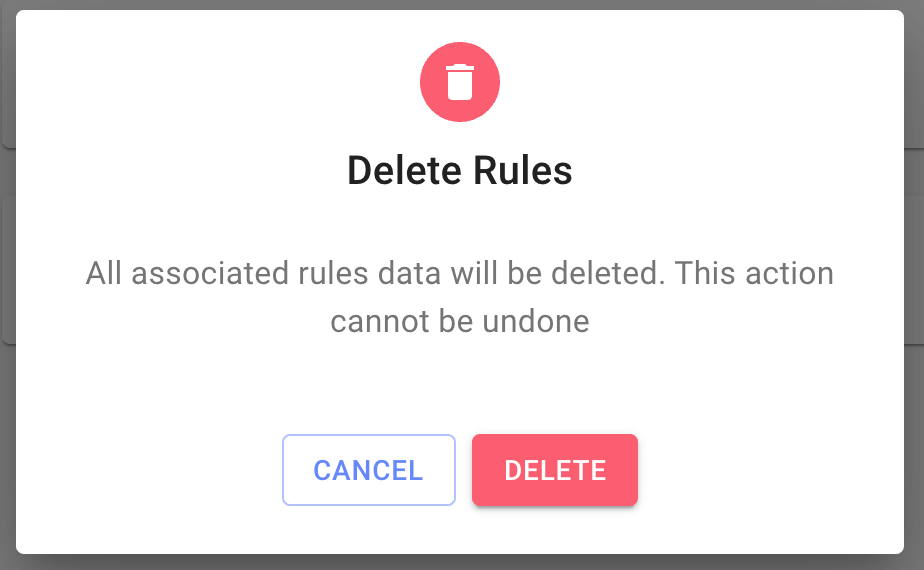 Delete Rules
All associated rules data will be deleted. This action
cannot be undone
CANCEL
DELETE